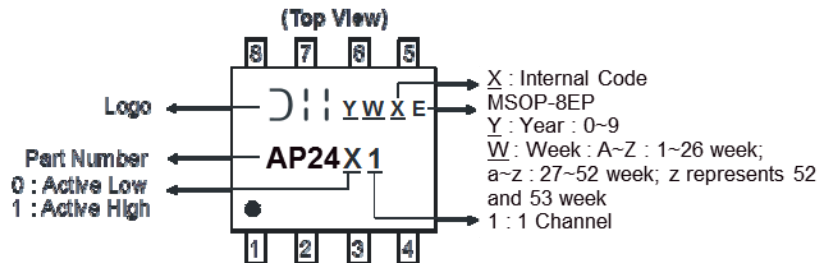 (Top View)
8 7 6 5
Logo
Y W X E
X : Internal Code
MSOP-8EP
Y : Year : 0~9
W : Week : A~Z : 1~26 week;
a~z : 27~52 week; z represents 52
and 53 week
1 : 1 Channel
Part Number
AP24X1
0 : Active Low
1 : Active High
1 2 3 4